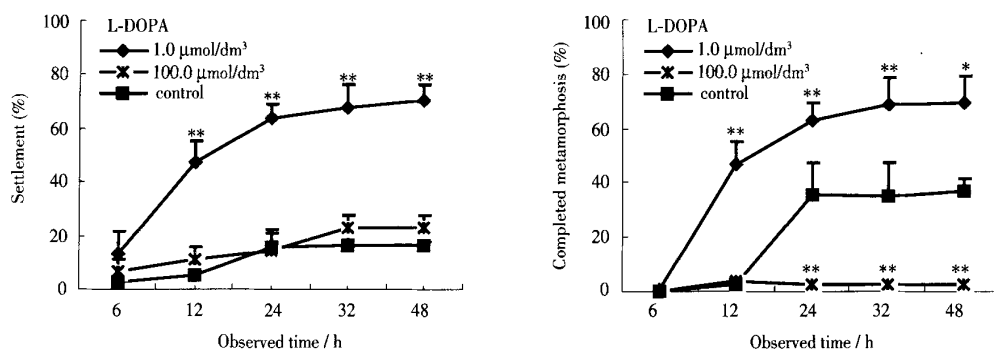 L-DOPA
1.0 μmol/dm³
100.0 μmol/dm³
control
100
80
60
40
20
0
Settlement (%)
** ** ** **
6 12 24 32 48
Observed time / h
L-DOPA
1.0 μmol/dm³
100.0 μmol/dm³
control
100
80
60
40
20
0
Completed metamorphosis (%)
** ** ** *
** ** **
6 12 24 32 48
Observed time / h